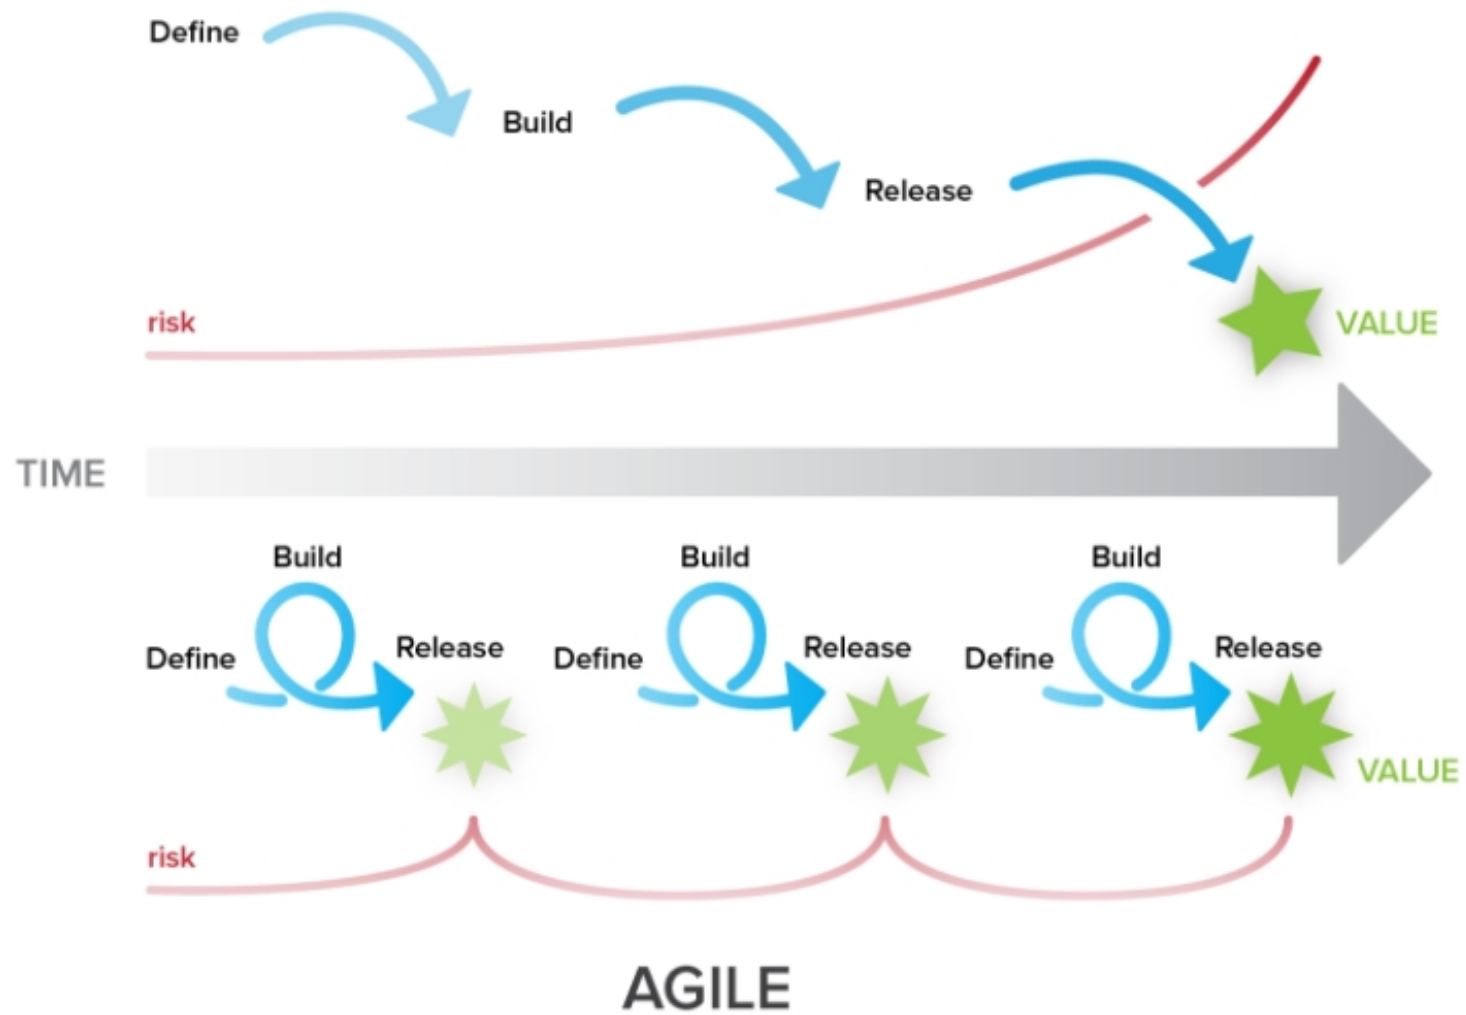 Define
Build
Release
risk
VALUE
TIME
Build
Build
Build
Define
Release
Define
Release
Define
Release
VALUE
risk
AGILE